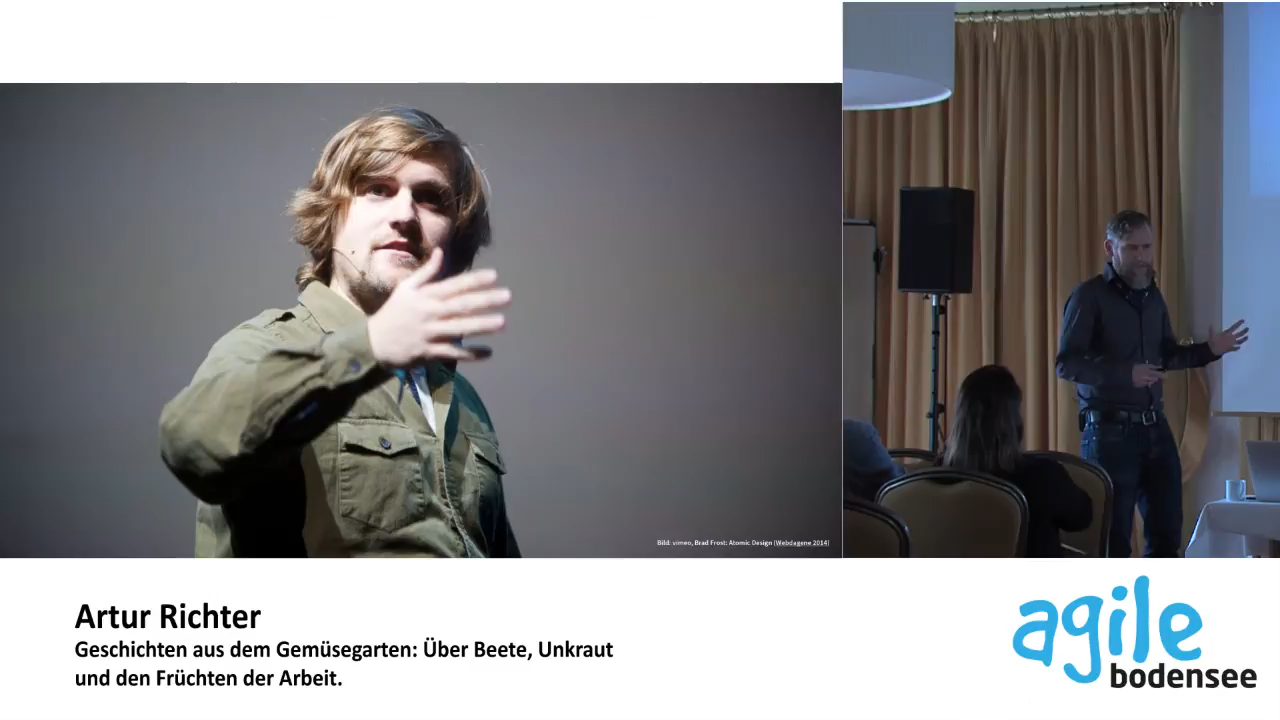 Bild: vimeo, Brad Frost: Atomic Design (Webdagene 2014)
Artur Richter
Geschichten aus dem Gemüsegarten: Über Beete, Unkraut
und den Früchten der Arbeit.
agile
bodensee